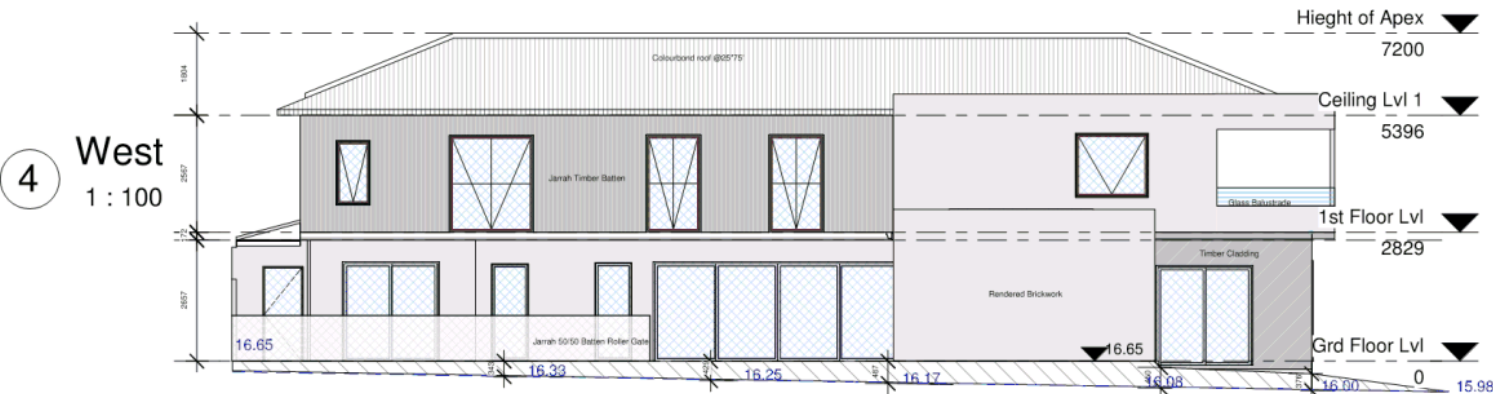 Hieght of Apex
7200
Colourbond roof @25°75'
1804
Ceiling Lvl 1
5396
West
4
1 : 100
2567
Jarrah Timber Batten
Glass Balustrade
1st Floor Lvl
172
2829
Timber Cladding
2657
Rendered Brickwork
Jarrah 50/50 Batten Roller Gate
16.65
16.65
Grd Floor Lvl
0
16.33
16.25
487
16.17
16.08
376
16.00
15.98